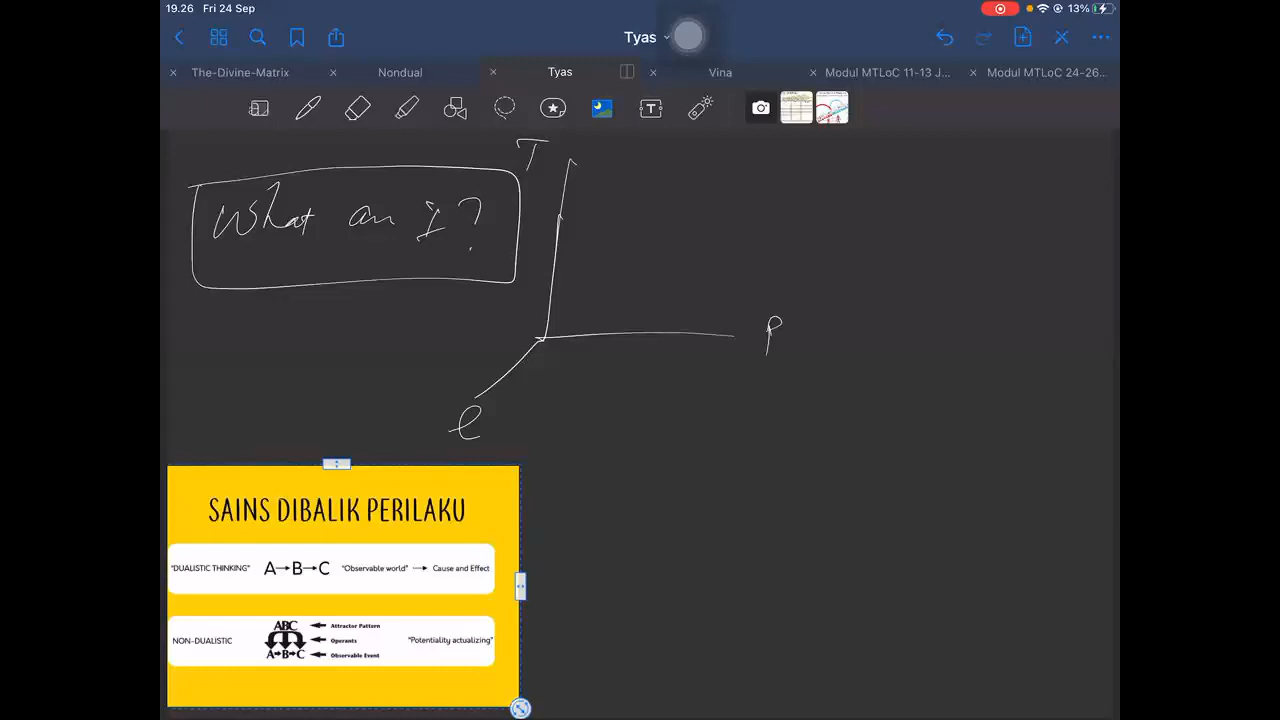 19.26 Fri 24 Sep
13%
Tyas
The-Divine-Matrix
Nondual
Tyas
Vina
Modul MTLoC 11-13 J...
Modul MTLoC 24-26...
T
What am I?
P
e
SAINS DIBALIK PERILAKU
"DUALISTIC THINKING" A→B→C "Observable world" → Cause and Effect
ABC ← Attractor Pattern
NON-DUALISTIC ← Operants "Potentiality actualizing"
A→B→C ← Observable Event